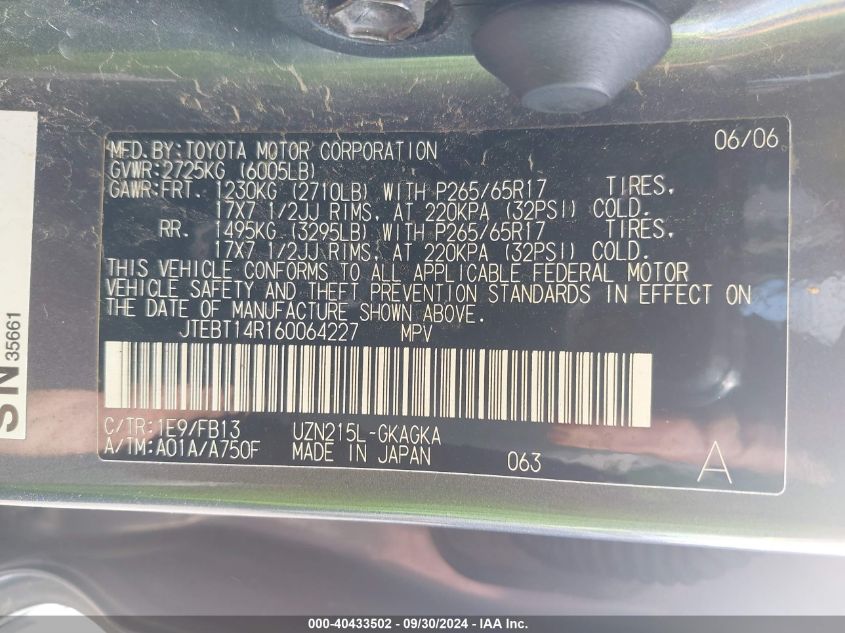 MFD.BY:TOYOTA MOTOR CORPORATION 06/06
GVWR:2725KG (6005LB)
GAWR:FRT. 1230KG (2710LB) WITH P265/65R17 TIRES,
17X7 1/2JJ RIMS, AT 220KPA (32PSI) COLD.
RR. 1495KG (3295LB) WITH P265/65R17 TIRES,
17X7 1/2JJ RIMS, AT 220KPA (32PSI) COLD.
THIS VEHICLE CONFORMS TO ALL APPLICABLE FEDERAL MOTOR
VEHICLE SAFETY AND THEFT PREVENTION STANDARDS IN EFFECT ON
THE DATE OF MANUFACTURE SHOWN ABOVE.
JTEBT14R160064227 MPV
C/TR:1E9/FB13 UZN215L-GKAGKA
A/TM:A01A/A750F MADE IN JAPAN 063 A
SN 35661
000-40433502 - 09/30/2024 - IAA Inc.